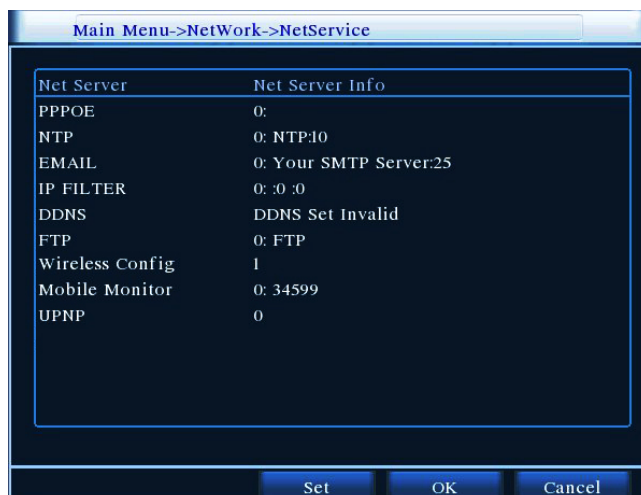 Main Menu->NetWork->NetService
Net Server Net Server Info
PPPOE 0:
NTP 0: NTP:10
EMAIL 0: Your SMTP Server:25
IP FILTER 0: :0 :0
DDNS DDNS Set Invalid
FTP 0: FTP
Wireless Config 1
Mobile Monitor 0: 34599
UPNP 0
Set OK Cancel